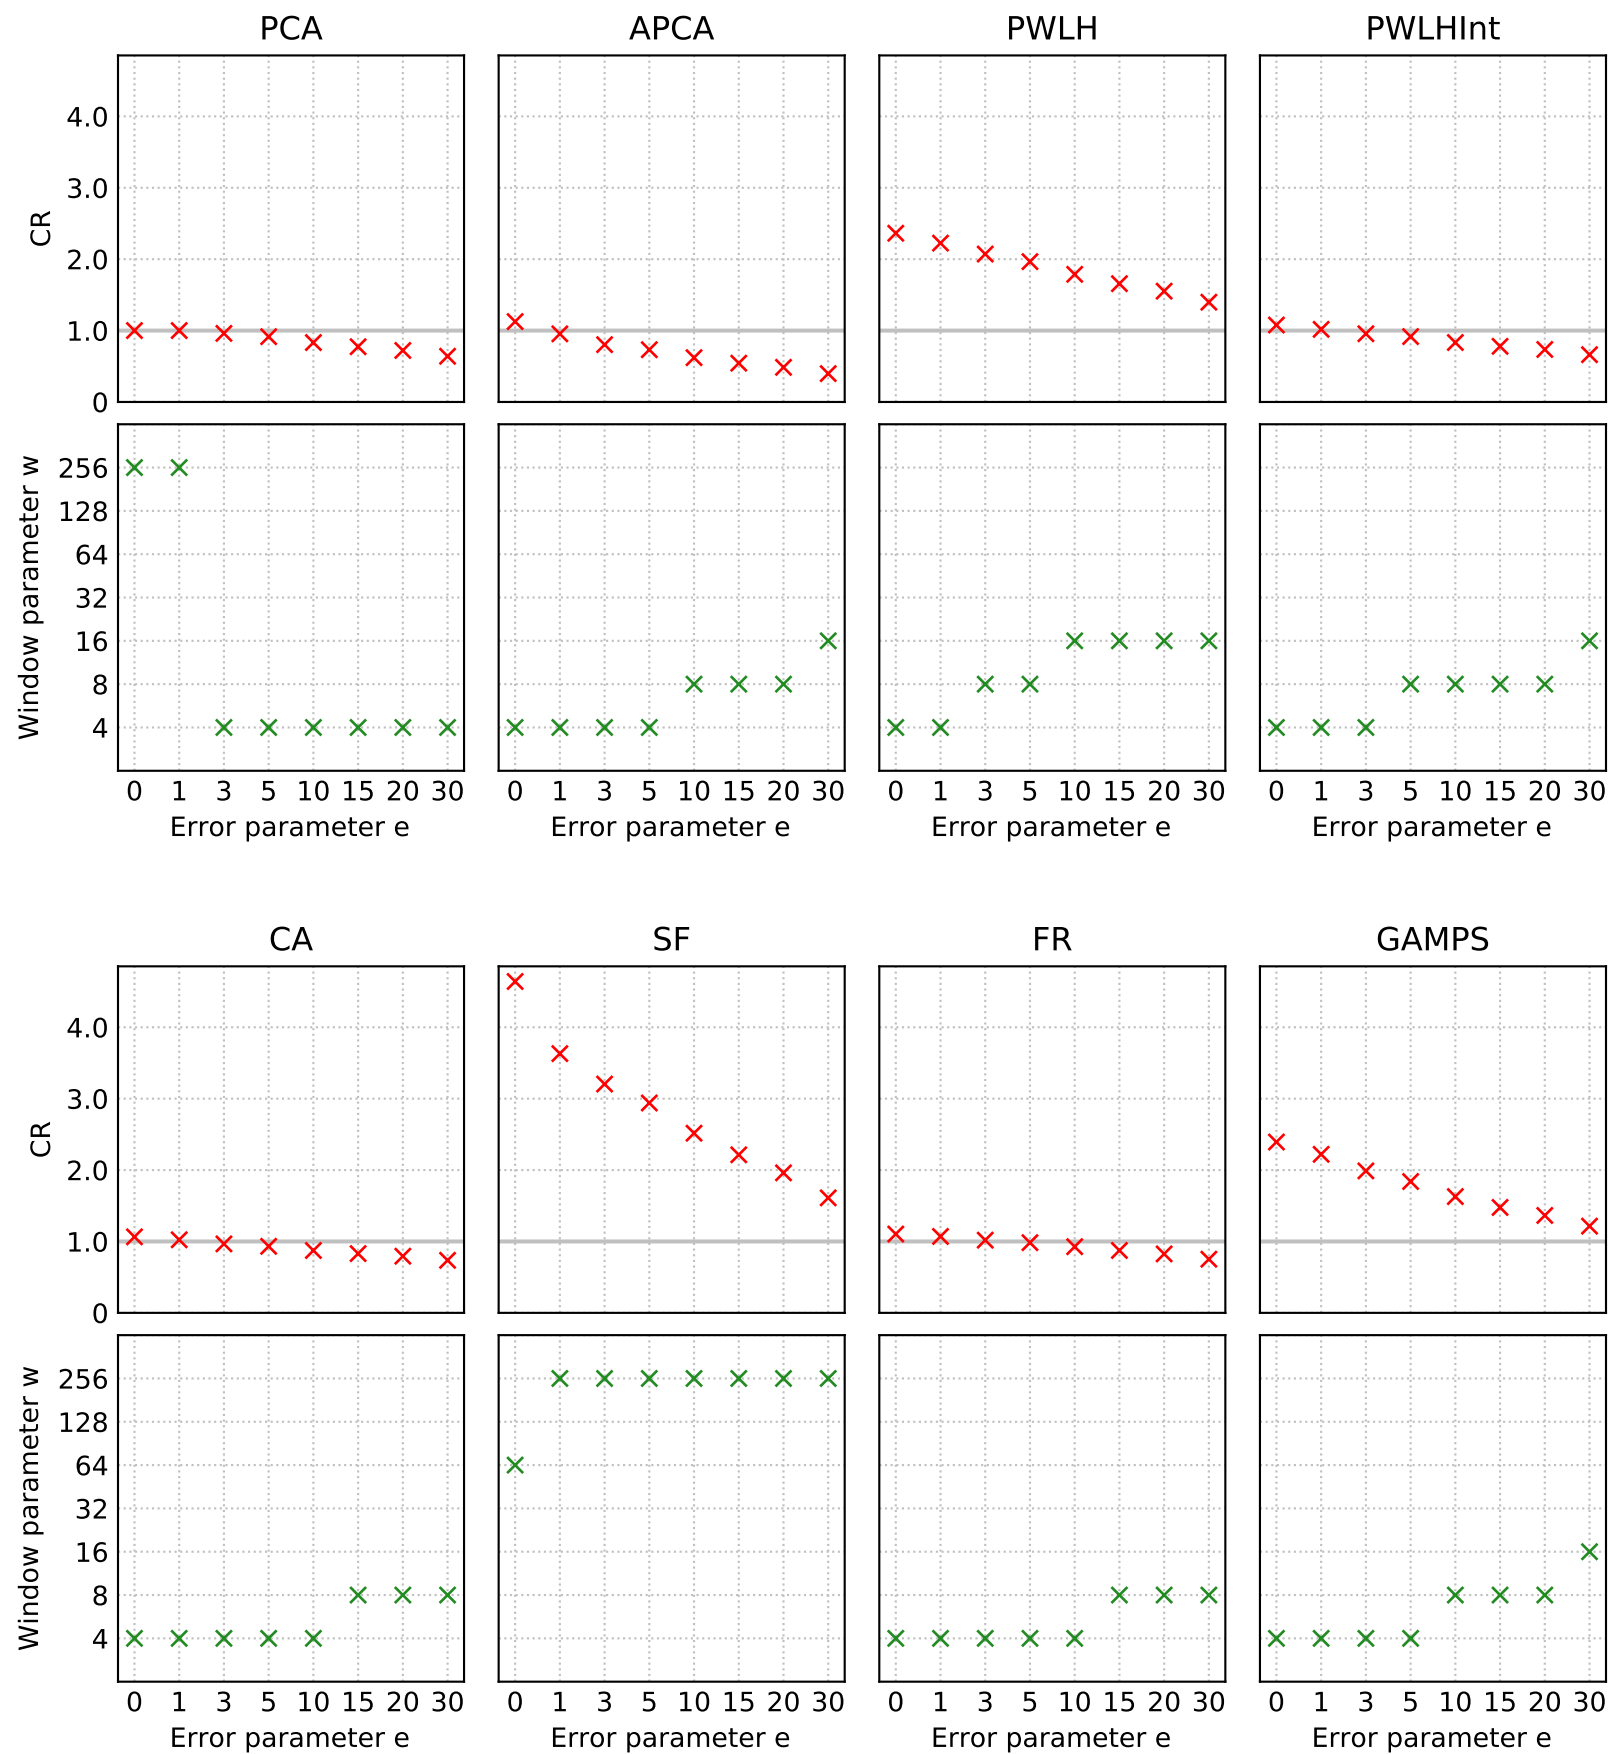 PCA APCA PWLH PWLHInt
4.0
3.0
2.0
1.0
0
CR
256
128
64
32
16
8
4
Window parameter w
0 1 3 5 10 15 20 30 0 1 3 5 10 15 20 30 0 1 3 5 10 15 20 30 0 1 3 5 10 15 20 30
Error parameter e Error parameter e Error parameter e Error parameter e
CA SF FR GAMPS
4.0
3.0
2.0
1.0
0
CR
256
128
64
32
16
8
4
Window parameter w
0 1 3 5 10 15 20 30 0 1 3 5 10 15 20 30 0 1 3 5 10 15 20 30 0 1 3 5 10 15 20 30
Error parameter e Error parameter e Error parameter e Error parameter e